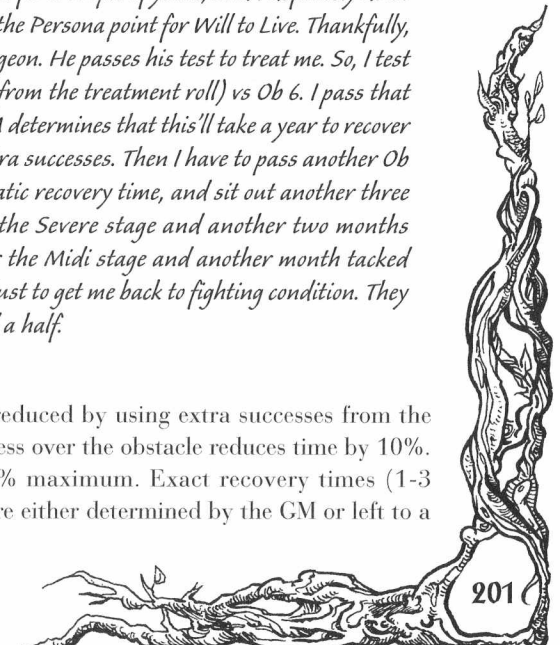 the Persona point for Will to Live. Thankfully,
geon. He passes his test to treat me. So, I test
from the treatment roll) vs Ob 6. I pass that
determines that this'll take a year to recover
ra successes. Then I have to pass another Ob
atic recovery time, and sit out another three
the Severe stage and another two months
the Midi stage and another month tacked
ust to get me back to fighting condition. They
a half.
educed by using extra successes from the
ess over the obstacle reduces time by 10%.
% maximum. Exact recovery times (1-3
re either determined by the GM or left to a
201